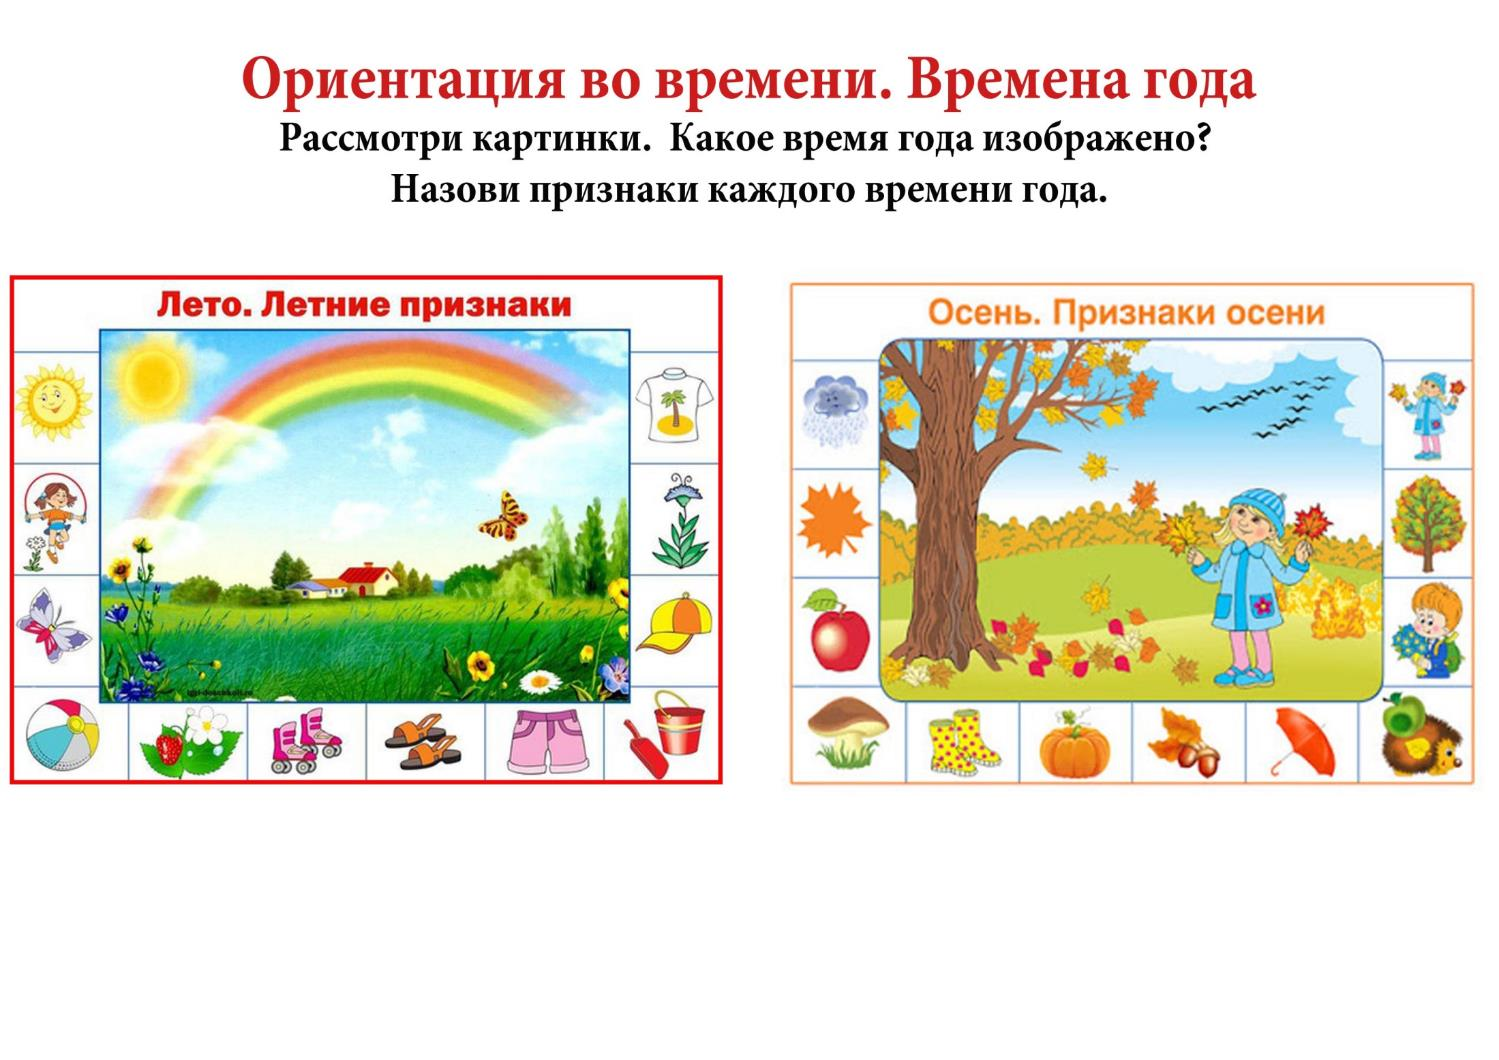 Ориентация во времени. Времена года
Рассмотри картинки. Какое время года изображено?
Назови признаки каждого времени года.
Лето. Летние признаки
Осень. Признаки осени